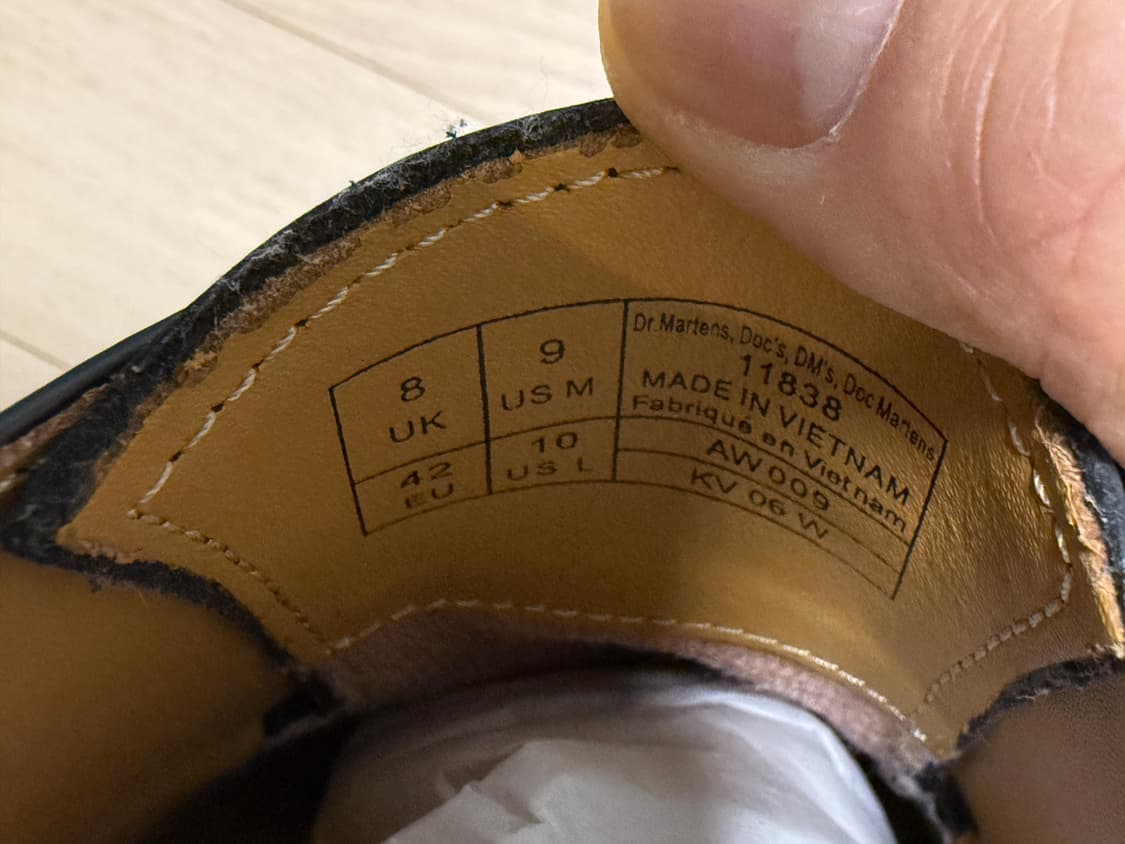 8
UK
9
US M
42
EU
10
US L
Dr.Martens, Doc's, DM's, Doc Martens
11838
MADE IN VIETNAM
Fabriqué en Vietnam
AW 009
KV 06 W